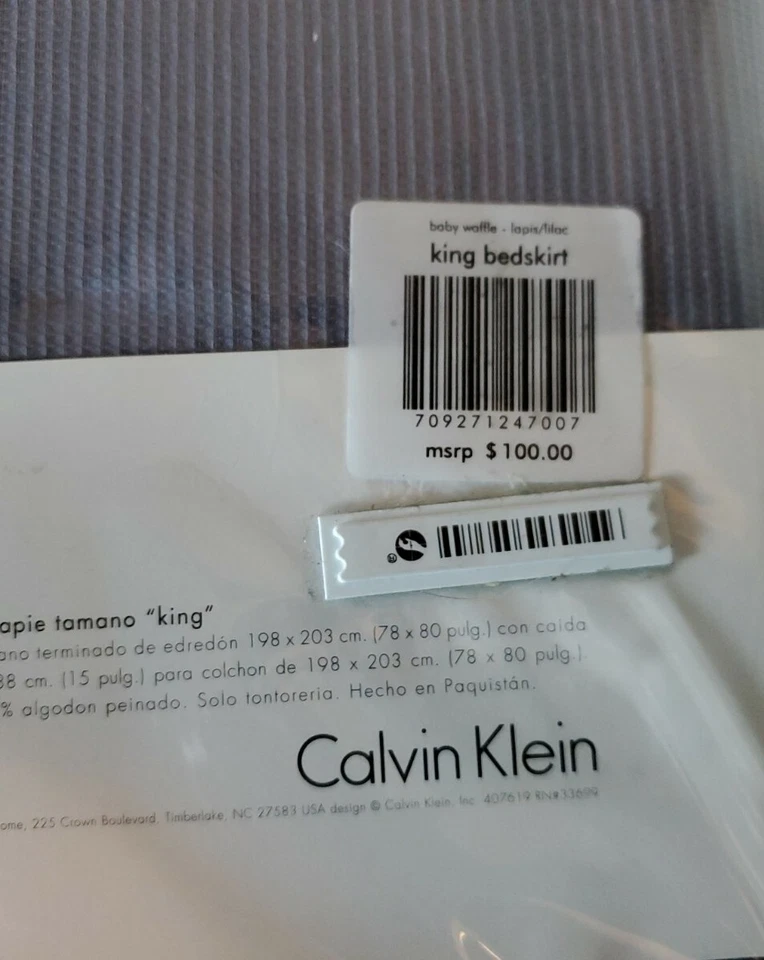 baby waffle - lapis/lilac
king bedskirt
709271247007
msrp $100.00
®
apie tamano “king”
ano terminado de edredón 198 x 203 cm. (78 x 80 pulg.) con caida
38 cm. (15 pulg.) para colchon de 198 x 203 cm. (78 x 80 pulg.).
% algodon peinado. Solo tontoreria. Hecho en Paquistán.
Calvin Klein
ome, 225 Crown Boulevard, Timberlake, NC 27583 USA design © Calvin Klein, Inc. 407619 RN#33699